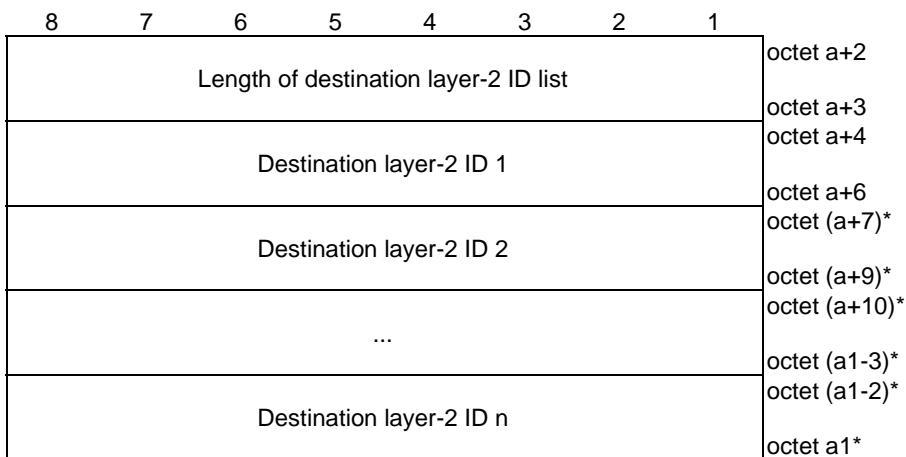 8 7 6 5 4 3 2 1
octet a+2
Length of destination layer-2 ID list
octet a+3
octet a+4
Destination layer-2 ID 1
octet a+6
octet (a+7)*
Destination layer-2 ID 2
octet (a+9)*
octet (a+10)*
...
octet (a1-3)*
octet (a1-2)*
Destination layer-2 ID n
octet a1*